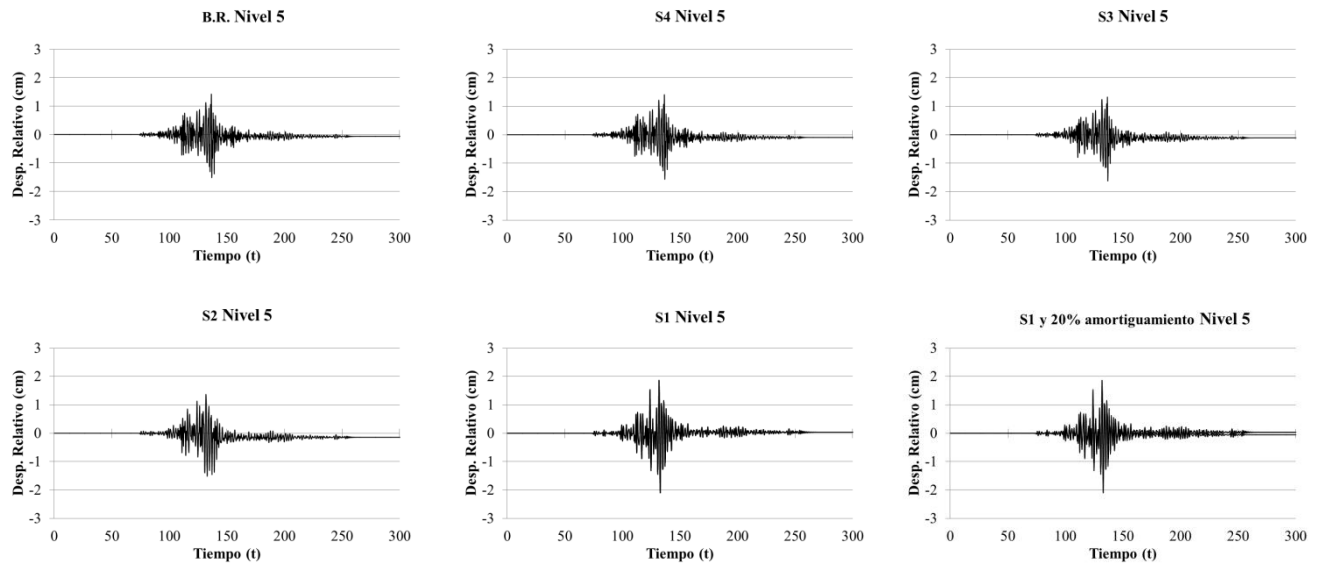 B.R. Nivel 5
3
2
1
0
-1
-2
-3
Desp. Relativo (cm)
0 50 100 150 200 250 300
Tiempo (t)
S4 Nivel 5
3
2
1
0
-1
-2
-3
Desp. Relativo (cm)
0 50 100 150 200 250 300
Tiempo (t)
S3 Nivel 5
3
2
1
0
-1
-2
-3
Desp. Relativo (cm)
0 50 100 150 200 250 300
Tiempo (t)
S2 Nivel 5
3
2
1
0
-1
-2
-3
Desp. Relativo (cm)
0 50 100 150 200 250 300
Tiempo (t)
S1 Nivel 5
3
2
1
0
-1
-2
-3
Desp. Relativo (cm)
0 50 100 150 200 250 300
Tiempo (t)
S1 y 20% amortiguamiento Nivel 5
3
2
1
0
-1
-2
-3
Desp. Relativo (cm)
0 50 100 150 200 250 300
Tiempo (t)